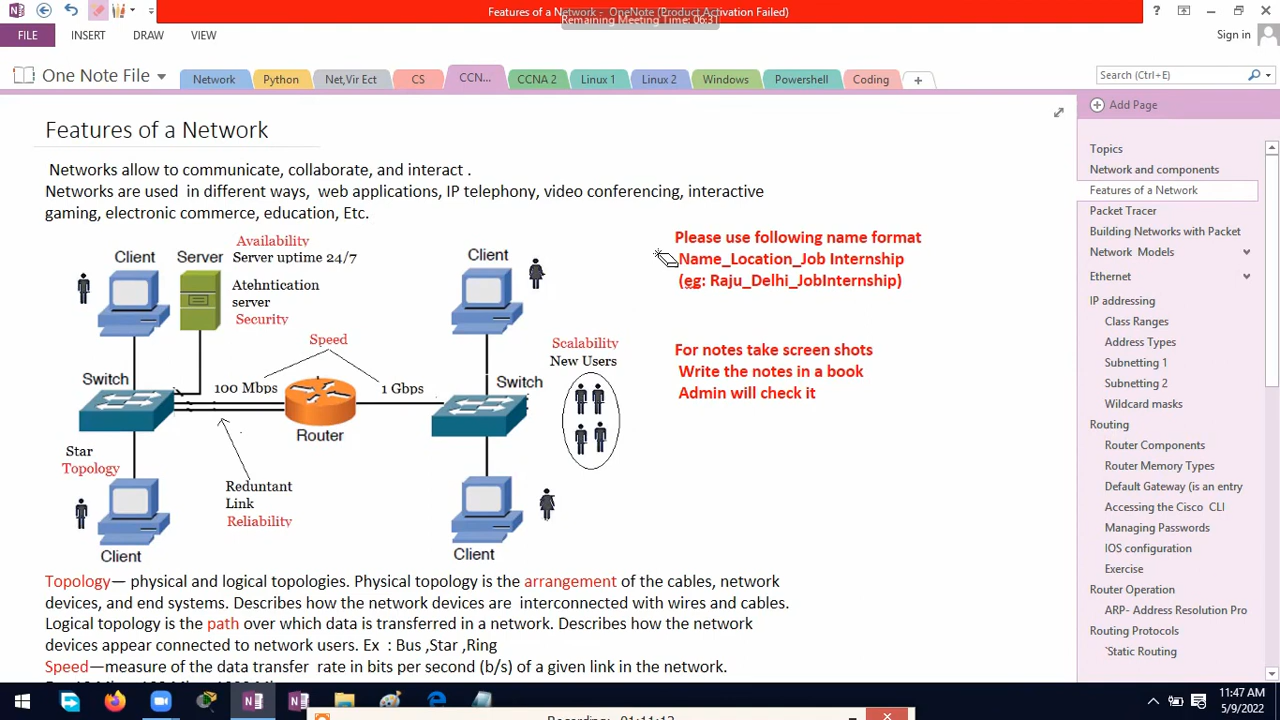 Features of a Network - OneNote (Product Activation Failed)
Remaining Meeting Time: 06:31
FILE INSERT DRAW VIEW
Sign in
One Note File
Network Python Net,Vir Ect CS CCN... CCNA 2 Linux 1 Linux 2 Windows Powershell Coding
Search (Ctrl+E)
Add Page
Features of a Network
Networks allow to communicate, collaborate, and interact .
Networks are used in different ways, web applications, IP telephony, video conferencing, interactive
gaming, electronic commerce, education, Etc.
Client
Server
Availability
Server uptime 24/7
Atehntication
server
Security
Client
Speed
Scalability
New Users
Switch
100 Mbps
1 Gbps
Switch
Router
Star
Topology
Reduntant
Link
Reliability
Client
Client
Please use following name format
Name_Location_Job Internship
(eg: Raju_Delhi_JobInternship)
For notes take screen shots
Write the notes in a book
Admin will check it
Topology— physical and logical topologies. Physical topology is the arrangement of the cables, network
devices, and end systems. Describes how the network devices are interconnected with wires and cables.
Logical topology is the path over which data is transferred in a network. Describes how the network
devices appear connected to network users. Ex : Bus ,Star ,Ring
Speed—measure of the data transfer rate in bits per second (b/s) of a given link in the network.
Topics
Network and components
Features of a Network
Packet Tracer
Building Networks with Packet
Network Models
Ethernet
IP addressing
Class Ranges
Address Types
Subnetting 1
Subnetting 2
Wildcard masks
Routing
Router Components
Router Memory Types
Default Gateway (is an entry
Accessing the Cisco CLI
Managing Passwords
IOS configuration
Exercise
Router Operation
ARP- Address Resolution Pro
Routing Protocols
`Static Routing
11:47 AM
5/9/2022
Recording: 01:11:12